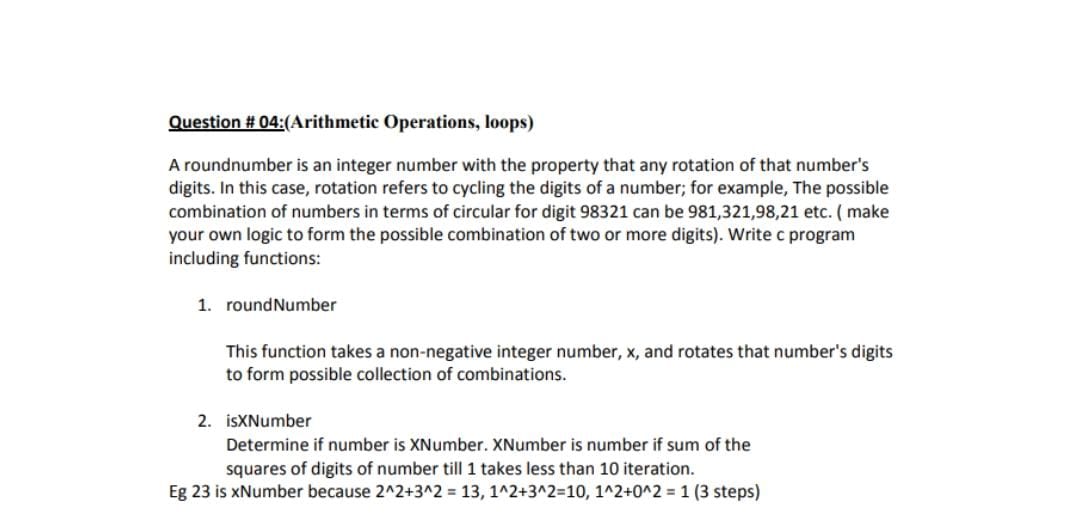 Question # 04:(Arithmetic Operations, loops)
A roundnumber is an integer number with the property that any rotation of that number's
digits. In this case, rotation refers to cycling the digits of a number; for example, The possible
combination of numbers in terms of circular for digit 98321 can be 981,321,98,21 etc. ( make
your own logic to form the possible combination of two or more digits). Write c program
including functions:
1. roundNumber
This function takes a non-negative integer number, x, and rotates that number's digits
to form possible collection of combinations.
2. isXNumber
Determine if number is XNumber. XNumber is number if sum of the
squares of digits of number till 1 takes less than 10 iteration.
Eg 23 is xNumber because 2^2+3^2 = 13, 1^2+3^2=10, 1^2+0^2 = 1 (3 steps)